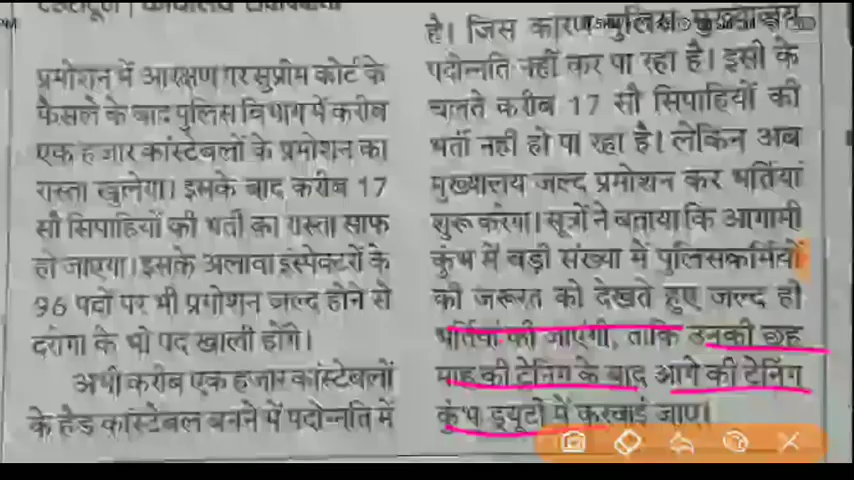 प्रमोशन में आरक्षण पर सुप्रीम कोर्ट के
फैसले के बाद पुलिस विभाग में करीब
एक हजार कांस्टेबलों के प्रमोशन का
रास्ता खुलेगा। इसके बाद करीब 17
सौ सिपाहियों की भर्ती का रास्ता साफ
हो जाएगा। इसके अलावा इंस्पेक्टरों के
96 पदों पर भी प्रमोशन जल्द होने से
दरोगा के भी पद खाली होंगे।
अभी करीब एक हजार कांस्टेबलों
के हैड कांस्टेबल बनने में पदोन्नति में
है। जिस कारण पुलिस मुख्यालय
पदोन्नति नहीं कर पा रहा है। इसी के
चलते करीब 17 सौ सिपाहियों की
भर्ती नही हो पा रहा है। लेकिन अब
मुख्यालय जल्द प्रमोशन कर भर्तियां
शुरू करेगा। सूत्रों ने बताया कि आगामी
कुंभ में बड़ी संख्या में पुलिसकर्मियों
की जरूरत को देखते हुए जल्द ही
भर्तियां की जाएंगी, ताकि उनकी छह
माह की ट्रेनिंग के बाद आगे की टेनिंग
कुंभ ड्यूटी में करवाई जाए।